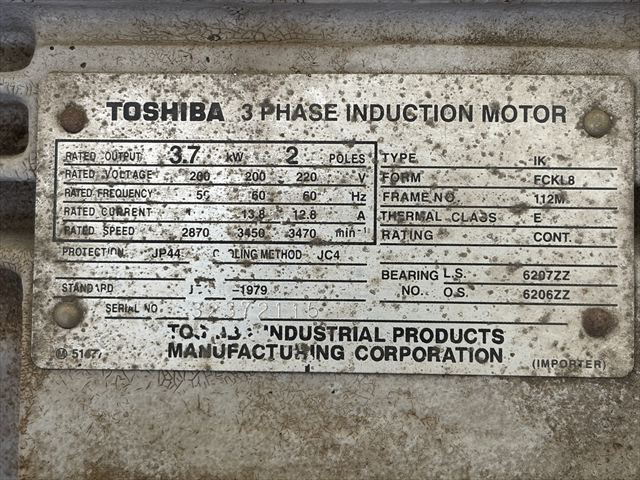 TOSHIBA 3 PHASE INDUCTION MOTOR
RATED OUTPUT 3.7 kW 2 POLES
RATED VOLTAGE 200 200 220 V
RATED FREQUENCY 60 60 Hz
RATED CURRENT 13.8 12.8 A
RATED SPEED 2870 3450 3470 min⁻¹
TYPE IK
FORM FCKL8
FRAME NO. 112M
THERMAL CLASS E
RATING CONT.
PROTECTION JP44 METHOD JC4
STANDARD 1979
SERIAL NO
BEARING L.S. 6207ZZ
NO. O.S. 6206ZZ
INDUSTRIAL PRODUCTS
MANUFACTURING CORPORATION
(IMPORTER)